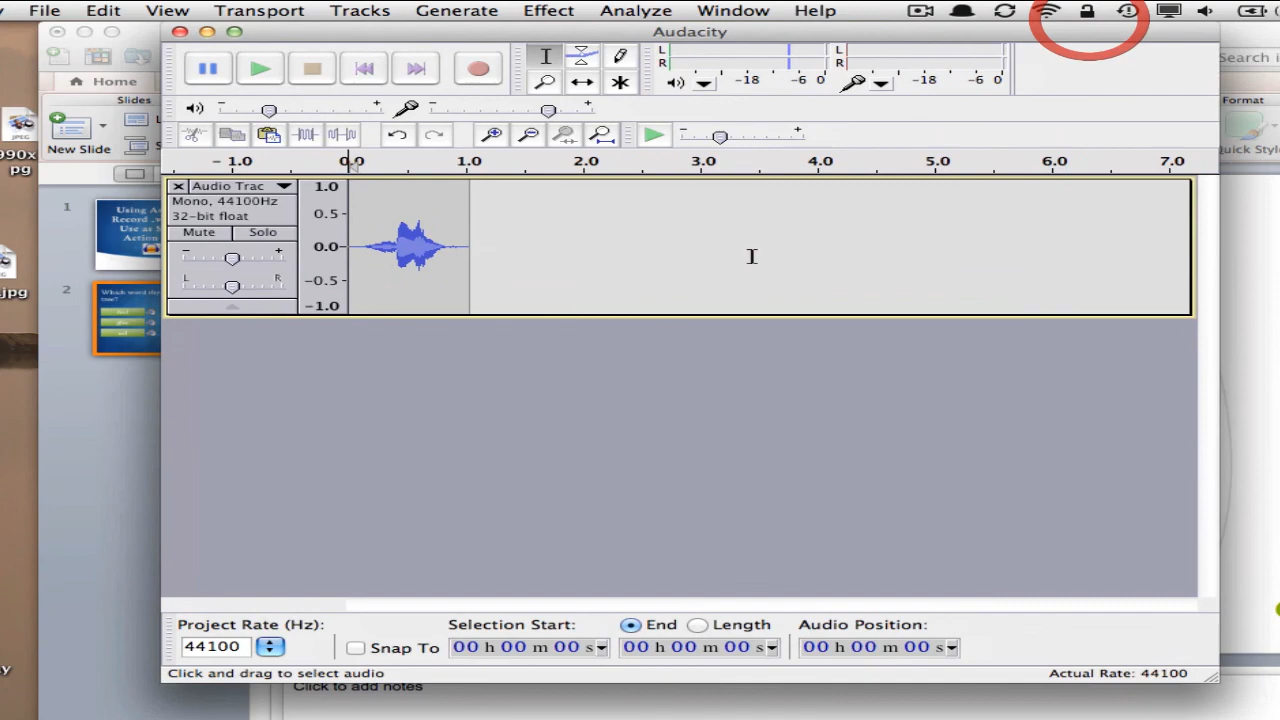 File Edit View Transport Tracks Generate Effect Analyze Window Help
Audacity
Search i
Home
Format
Slides
New Slide
Quick Style
JPEG
990x
pg
.jpg
L
R
-18 -6 0
L
R
-18 -6 0
- 1.0 0.0 1.0 2.0 3.0 4.0 5.0 6.0 7.0
Audio Trac
Mono, 44100Hz
32-bit float
Mute Solo
- +
L R
1.0
0.5
0.0
-0.5
-1.0
1
2
Project Rate (Hz):
44100
Snap To
Selection Start:
00 h 00 m 00 s
End Length
00 h 00 m 00 s
Audio Position:
00 h 00 m 00 s
Click and drag to select audio
Actual Rate: 44100
Click to add notes